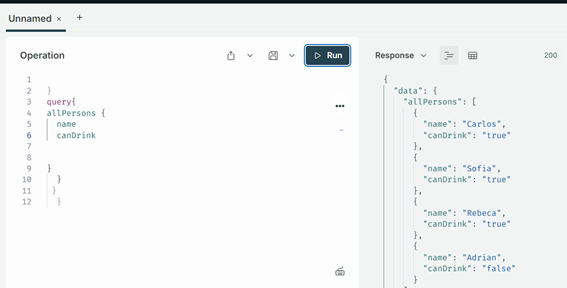 Unnamed × +
Operation
Run
1
2 }
3 query{
4 allPersons {
5 name
6 canDrink
7
8
9 }
10 }
11 }
12 }
Response
200
{
"data": {
"allPersons": [
{
"name": "Carlos",
"canDrink": "true"
},
{
"name": "Sofia",
"canDrink": "true"
},
{
"name": "Rebeca",
"canDrink": "true"
},
{
"name": "Adrian",
"canDrink": "false"
}